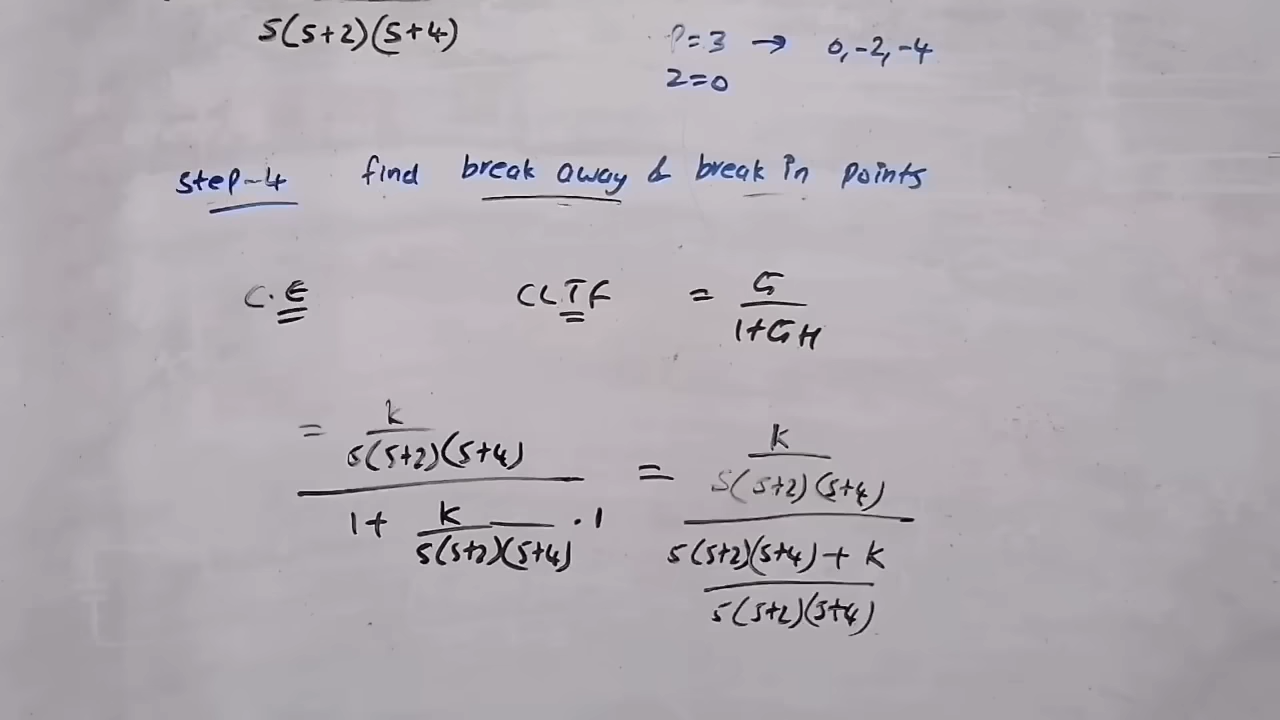 s(s+2)(s+4)
P=3 → 0,-2,-4
Z=0
step-4 find break away & break in points
C.E CLTF = G/(1+GH)
= (k/(s(s+2)(s+4)))/(1+ k/(s(s+2)(s+4)) .1) = (k/(s(s+2)(s+4)))/((s(s+2)(s+4)+k)/(s(s+2)(s+4)))